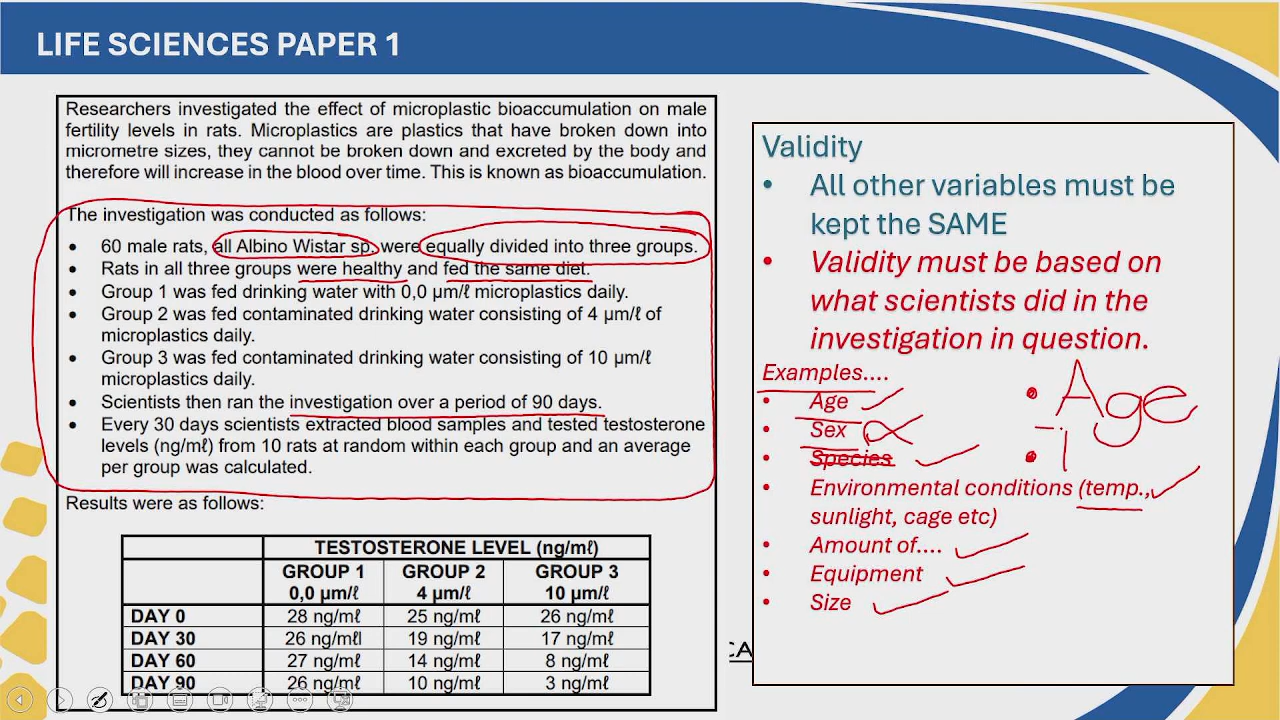 LIFE SCIENCES PAPER 1
Researchers investigated the effect of microplastic bioaccumulation on male
fertility levels in rats. Microplastics are plastics that have broken down into
micrometre sizes, they cannot be broken down and excreted by the body and
therefore will increase in the blood over time. This is known as bioaccumulation.
The investigation was conducted as follows:
• 60 male rats, all Albino Wistar sp. were equally divided into three groups.
• Rats in all three groups were healthy and fed the same diet.
• Group 1 was fed drinking water with 0,0 µm/ℓ microplastics daily.
• Group 2 was fed contaminated drinking water consisting of 4 µm/ℓ of
microplastics daily.
• Group 3 was fed contaminated drinking water consisting of 10 µm/ℓ
microplastics daily.
• Scientists then ran the investigation over a period of 90 days.
• Every 30 days scientists extracted blood samples and tested testosterone
levels (ng/mℓ) from 10 rats at random within each group and an average
per group was calculated.
Results were as follows:
TESTOSTERONE LEVEL (ng/mℓ)
GROUP 1 GROUP 2 GROUP 3
0,0 µm/ℓ 4 µm/ℓ 10 µm/ℓ
DAY 0 28 ng/mℓ 25 ng/mℓ 26 ng/mℓ
DAY 30 26 ng/mℓl 19 ng/mℓ 17 ng/mℓ
DAY 60 27 ng/mℓ 14 ng/mℓ 8 ng/mℓ
DAY 90 26 ng/mℓ 10 ng/mℓ 3 ng/mℓ
Validity
• All other variables must be
kept the SAME
• Validity must be based on
what scientists did in the
investigation in question.
Examples....
• Age
• Sex
• Species
• Environmental conditions (temp.,
sunlight, cage etc)
• Amount of....
• Equipment
• Size
• Age
CA